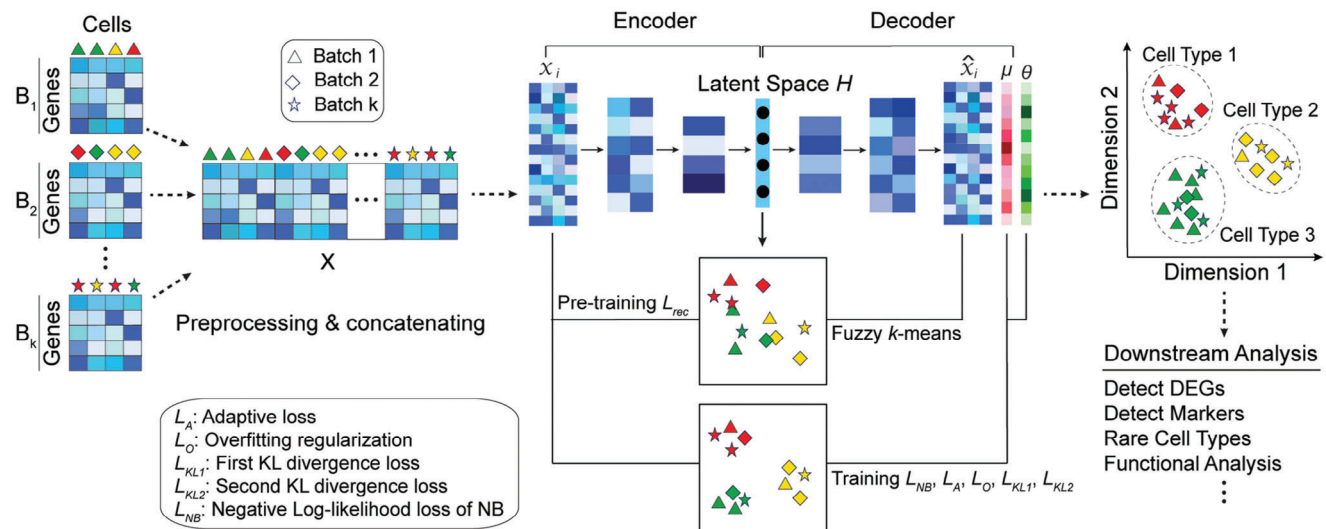 Cells
B1
Genes
B2
Genes
Bk
Genes
Batch 1
Batch 2
Batch k
X
Preprocessing & concatenating
Encoder
Decoder
xi
Latent Space H
x̂i
μ
θ
Pre-training Lrec
Fuzzy k-means
Training LNB, LA, LO, LKL1, LKL2
LA: Adaptive loss
LO: Overfitting regularization
LKL1: First KL divergence loss
LKL2: Second KL divergence loss
LNB: Negative Log-likelihood loss of NB
Dimension 2
Cell Type 1
Cell Type 2
Cell Type 3
Dimension 1
Downstream Analysis
Detect DEGs
Detect Markers
Rare Cell Types
Functional Analysis